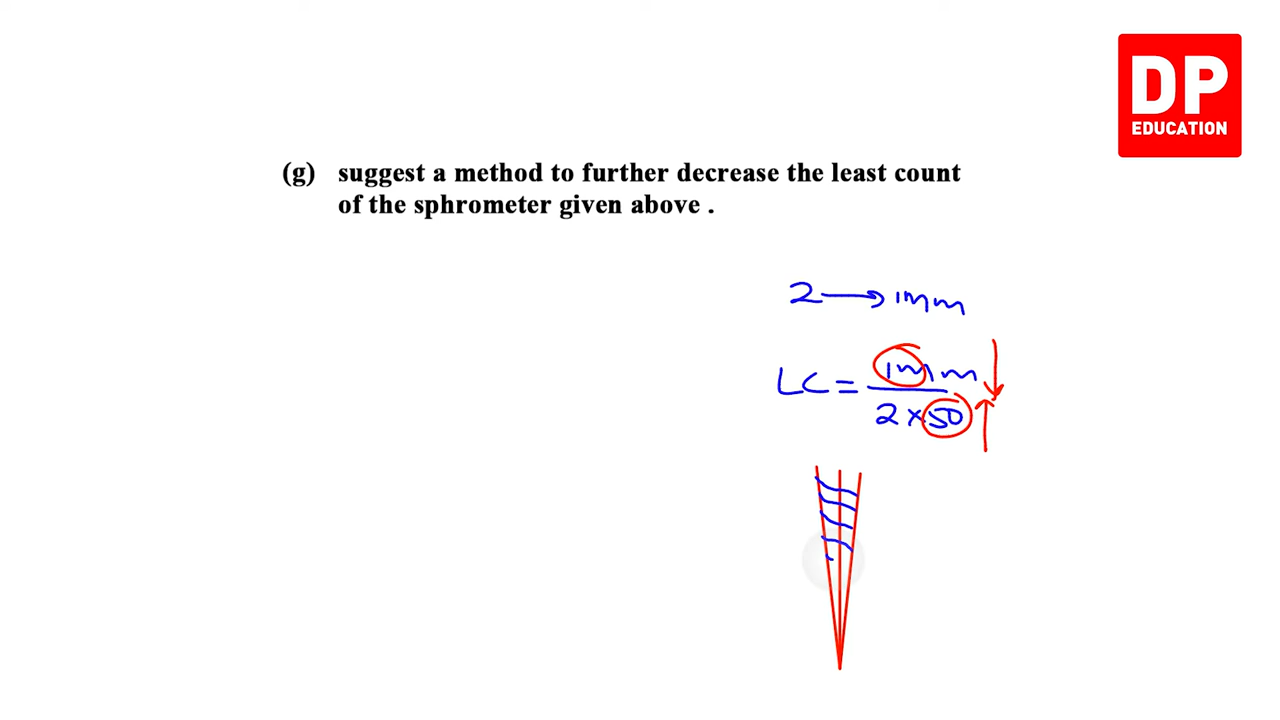 DP
EDUCATION
(g) suggest a method to further decrease the least count
of the sphrometer given above .
2 → 1mm
LC = 1mm
2 × 50